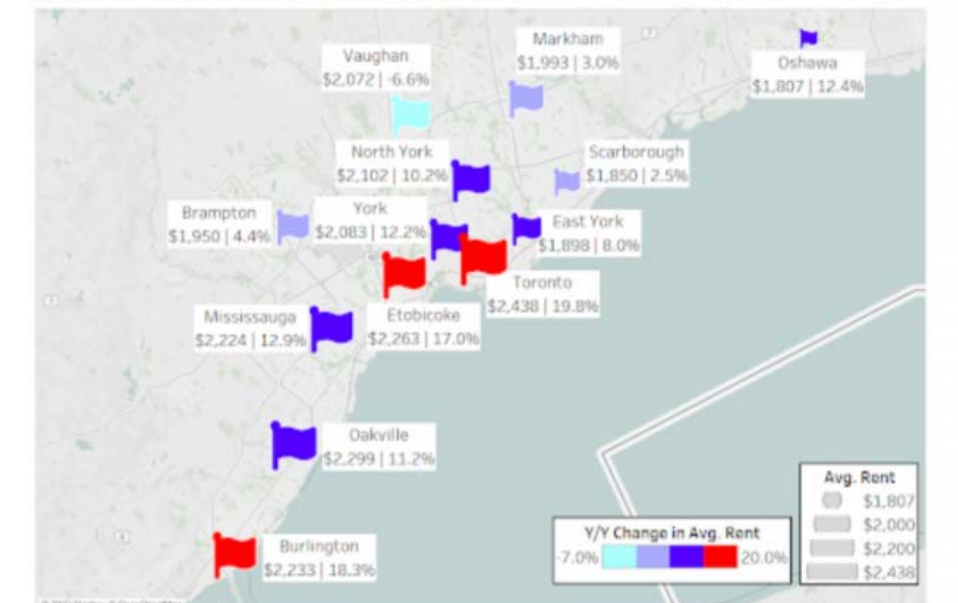 Markham
$1,993 | 3.0%
Vaughan
$2,072 | -6.6%
Oshawa
$1,807 | 12.4%
North York
$2,102 | 10.2%
Scarborough
$1,850 | 2.5%
Brampton
$1,950 | 4.4%
York
$2,083 | 12.2%
East York
$1,898 | 8.0%
Toronto
$2,438 | 19.8%
Mississauga
$2,224 | 12.9%
Etobicoke
$2,263 | 17.0%
Oakville
$2,299 | 11.2%
Burlington
$2,233 | 18.3%
Y/Y Change in Avg. Rent
-7.0% 20.0%
Avg. Rent
$1,807
$2,000
$2,200
$2,438